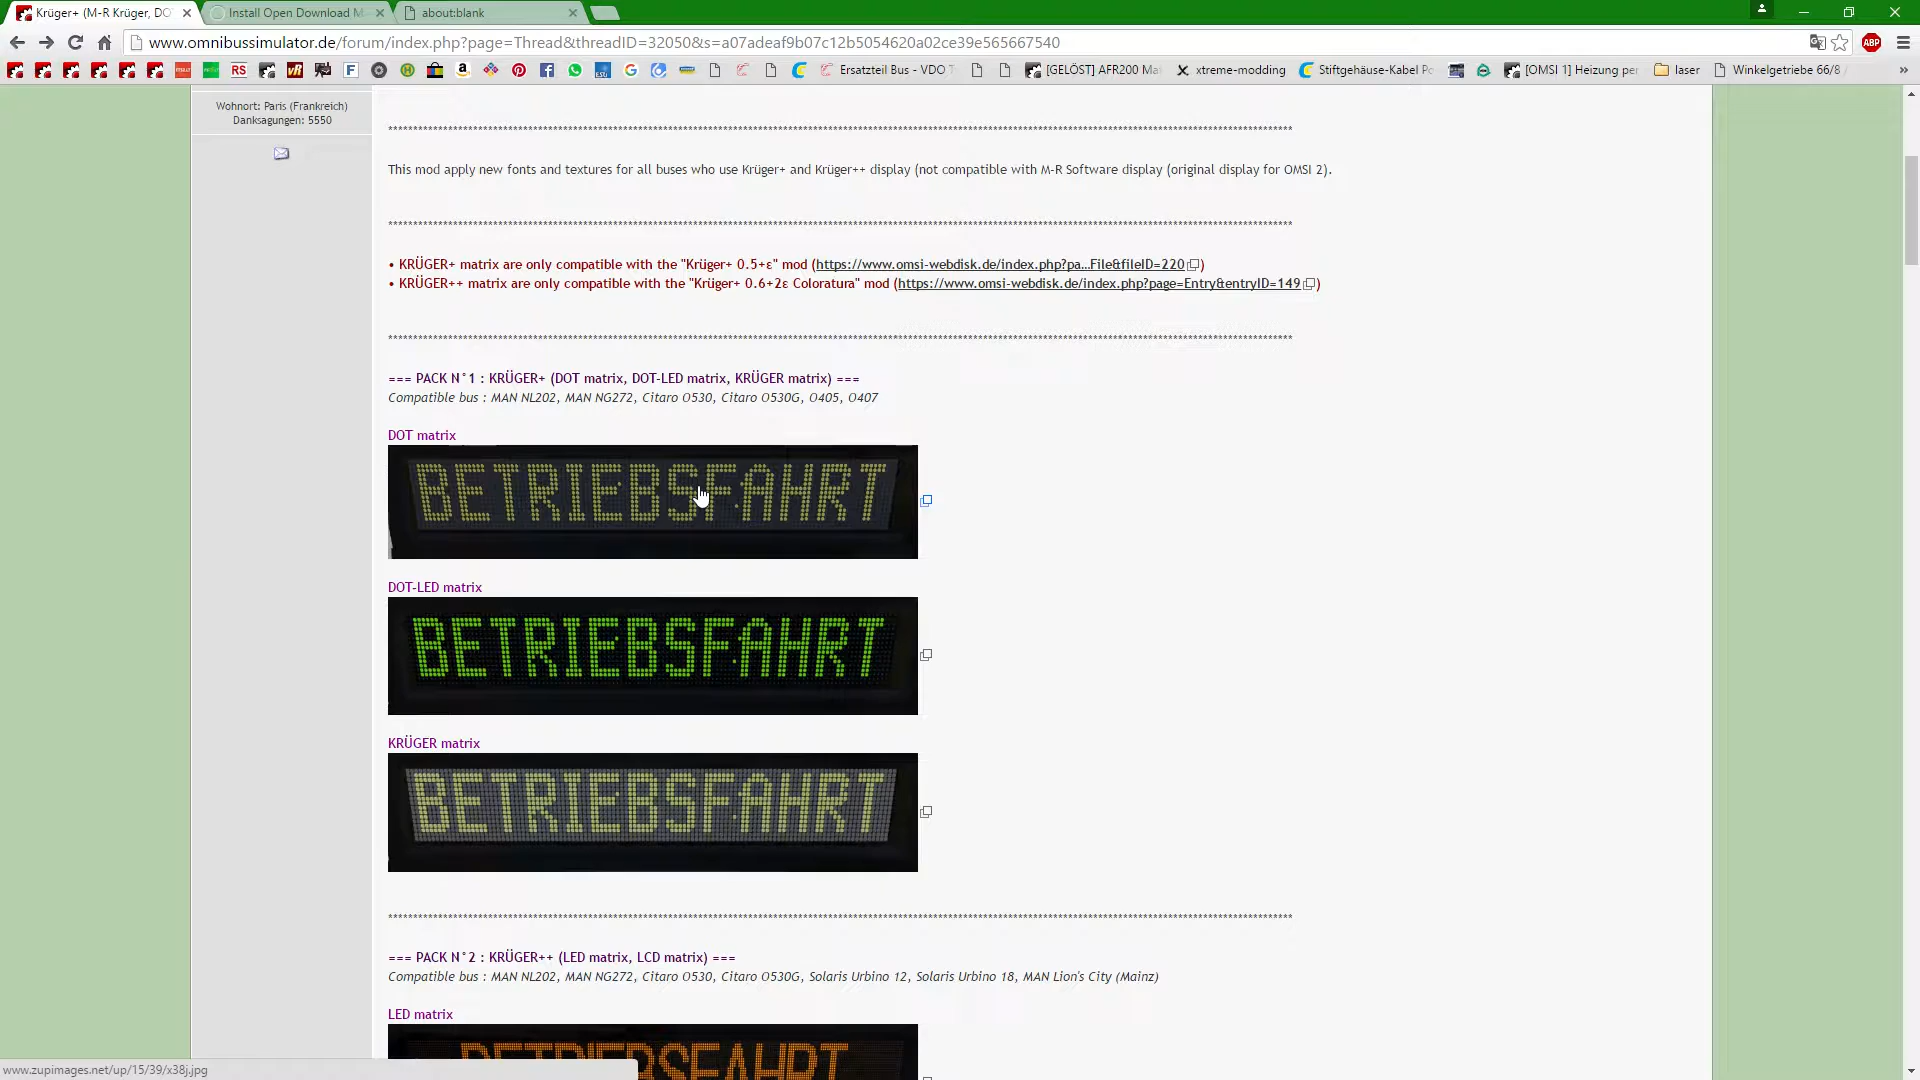 Krüger+ (M-R Krüger, DO
Install Open Download M
about:blank
www.omnibussimulator.de/forum/index.php?page=Thread&threadID=32050&s=a07adeaf9b07c12b5054620a02ce39e565667540
ABP
RS
Ersatzteil Bus - VDO T
[GELÖST] AFR200 Ma
xtreme-modding
Stiftgehäuse-Kabel Po
[OMSI 1] Heizung per
laser
Winkelgetriebe 66/8
»
Wohnort: Paris (Frankreich)
Danksagungen: 5550
This mod apply new fonts and textures for all buses who use Krüger+ and Krüger++ display (not compatible with M-R Software display (original display for OMSI 2).
• KRÜGER+ matrix are only compatible with the "Krüger+ 0.5+ε" mod (https://www.omsi-webdisk.de/index.php?pa...File&fileID=220)
• KRÜGER++ matrix are only compatible with the "Krüger+ 0.6+2ε Coloratura" mod (https://www.omsi-webdisk.de/index.php?page=Entry&entryID=149)
=== PACK N°1 : KRÜGER+ (DOT matrix, DOT-LED matrix, KRÜGER matrix) ===
Compatible bus : MAN NL202, MAN NG272, Citaro O530, Citaro O530G, O405, O407
DOT matrix
BETRIEBSFAHRT
DOT-LED matrix
BETRIEBSFAHRT
KRÜGER matrix
BETRIEBSFAHRT
=== PACK N°2 : KRÜGER++ (LED matrix, LCD matrix) ===
Compatible bus : MAN NL202, MAN NG272, Citaro O530, Citaro O530G, Solaris Urbino 12, Solaris Urbino 18, MAN Lion's City (Mainz)
LED matrix
BETRIEBSFAHRT
www.zupimages.net/up/15/39/x38j.jpg